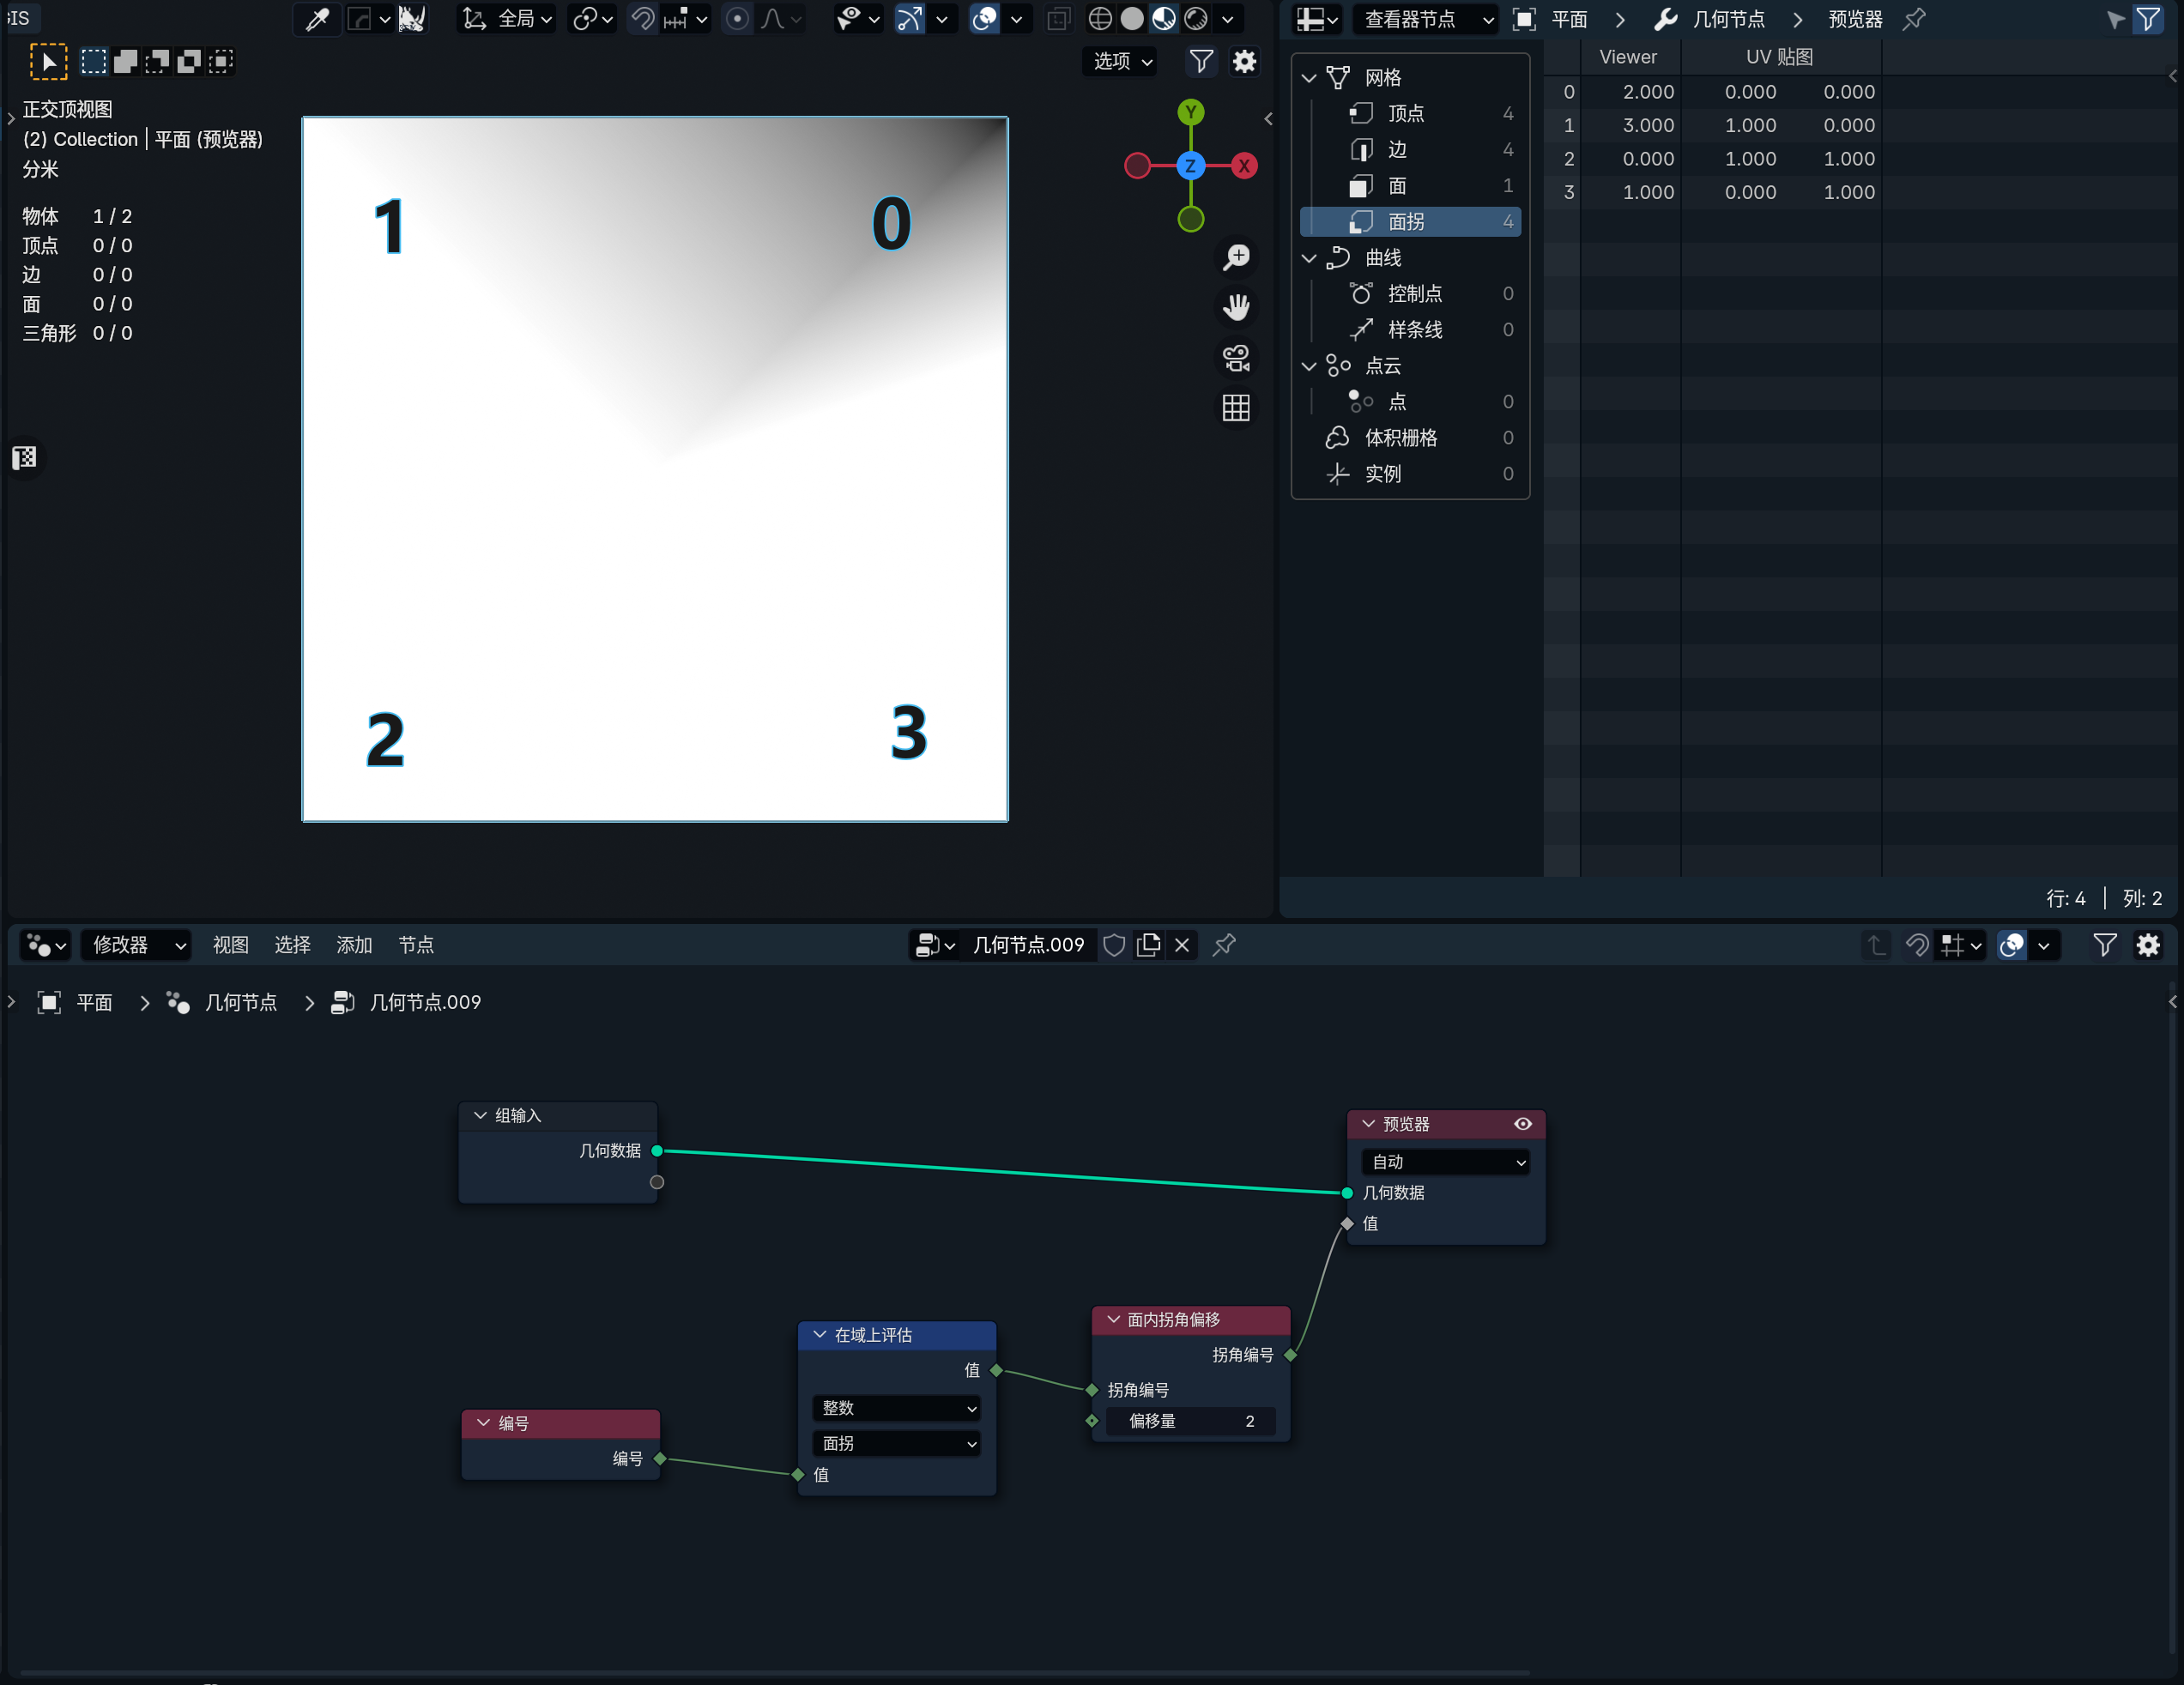 GIS
全局
选项
正交顶视图
(2) Collection | 平面 (预览器)
分米
物体 1 / 2
顶点 0 / 0
边 0 / 0
面 0 / 0
三角形 0 / 0
1
0
2
3
Y
Z
X
查看器节点
平面
几何节点
预览器
网格
顶点 4
边 4
面 1
面拐 4
曲线
控制点 0
样条线 0
点云
点 0
体积栅格 0
实例 0
Viewer UV 贴图
0 2.000 0.000 0.000
1 3.000 1.000 0.000
2 0.000 1.000 1.000
3 1.000 0.000 1.000
行: 4 | 列: 2
修改器 视图 选择 添加 节点
几何节点.009
平面 几何节点 几何节点.009
组输入
几何数据
预览器
自动
几何数据
值
面内拐角偏移
拐角编号
拐角编号
偏移量 2
在域上评估
值
整数
面拐
值
编号
编号